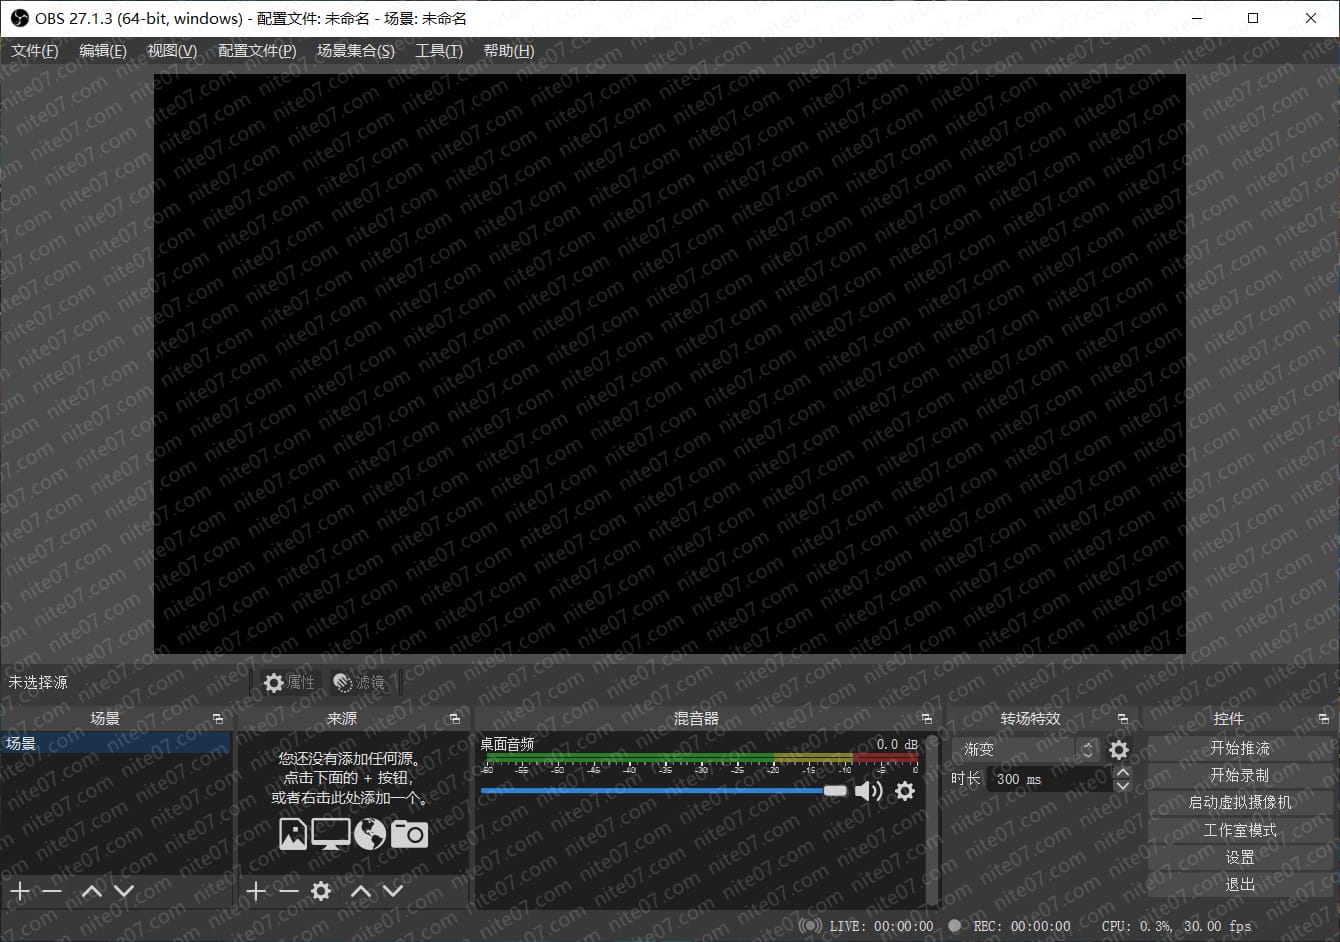 OBS 27.1.3 (64-bit, windows) - 配置文件: 未命名 - 场景: 未命名
文件(F) 编辑(E) 视图(V) 配置文件(P) 场景集合(S) 工具(T) 帮助(H)
nite07.com
未选择源 属性 滤镜
场景 来源 混音器 转场特效 控件
场景
您还没有添加任何源。
点击下面的 + 按钮,
或者右击此处添加一个。
桌面音频 0.0 dB
-60 -55 -50 -45 -40 -35 -30 -25 -20 -15 -10 -5 0
渐变
时长 300 ms
开始推流
开始录制
启动虚拟摄像机
工作室模式
设置
退出
LIVE: 00:00:00 REC: 00:00:00 CPU: 0.3%, 30.00 fps